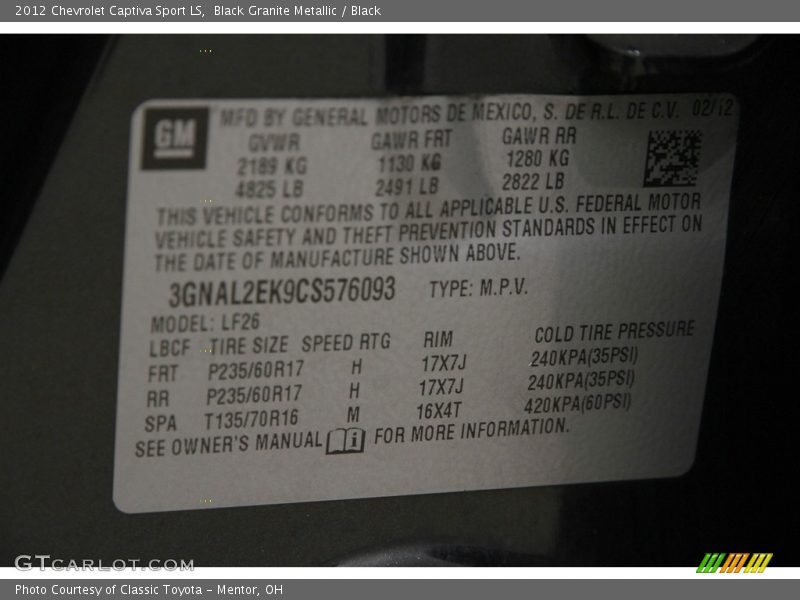 2012 Chevrolet Captiva Sport LS, Black Granite Metallic / Black
GM
MFD BY GENERAL MOTORS DE MEXICO, S. DE R.L. DE C.V. 02/12
GVWR GAWR FRT GAWR RR
2189 KG 1130 KG 1280 KG
4825 LB 2491 LB 2822 LB
THIS VEHICLE CONFORMS TO ALL APPLICABLE U.S. FEDERAL MOTOR
VEHICLE SAFETY AND THEFT PREVENTION STANDARDS IN EFFECT ON
THE DATE OF MANUFACTURE SHOWN ABOVE.
3GNAL2EK9CS576093 TYPE: M.P.V.
MODEL: LF26
LBCF TIRE SIZE SPEED RTG RIM COLD TIRE PRESSURE
FRT P235/60R17 H 17X7J 240KPA(35PSI)
RR P235/60R17 H 17X7J 240KPA(35PSI)
SPA T135/70R16 M 16X4T 420KPA(60PSI)
SEE OWNER'S MANUAL i FOR MORE INFORMATION.
GTCARLOT.COM
Photo Courtesy of Classic Toyota - Mentor, OH